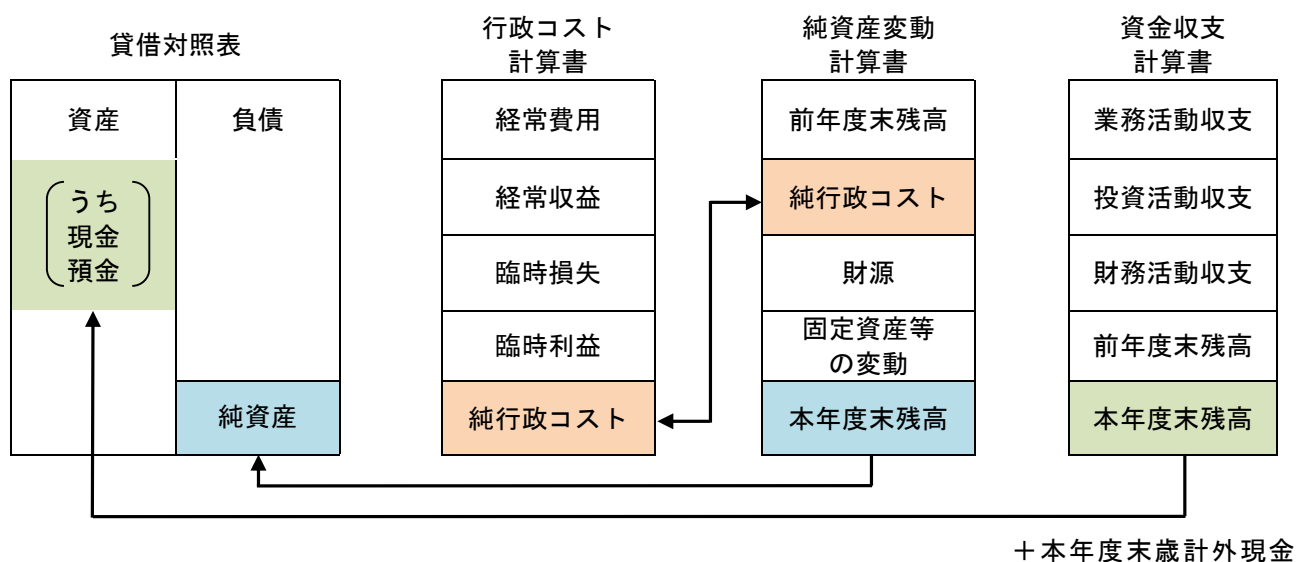 貸借対照表
資産
負債
うち
現金
預金
純資産
行政コスト
計算書
経常費用
経常収益
臨時損失
臨時利益
純行政コスト
純資産変動
計算書
前年度末残高
純行政コスト
財源
固定資産等
の変動
本年度末残高
資金収支
計算書
業務活動収支
投資活動収支
財務活動収支
前年度末残高
本年度末残高
＋本年度末歳計外現金